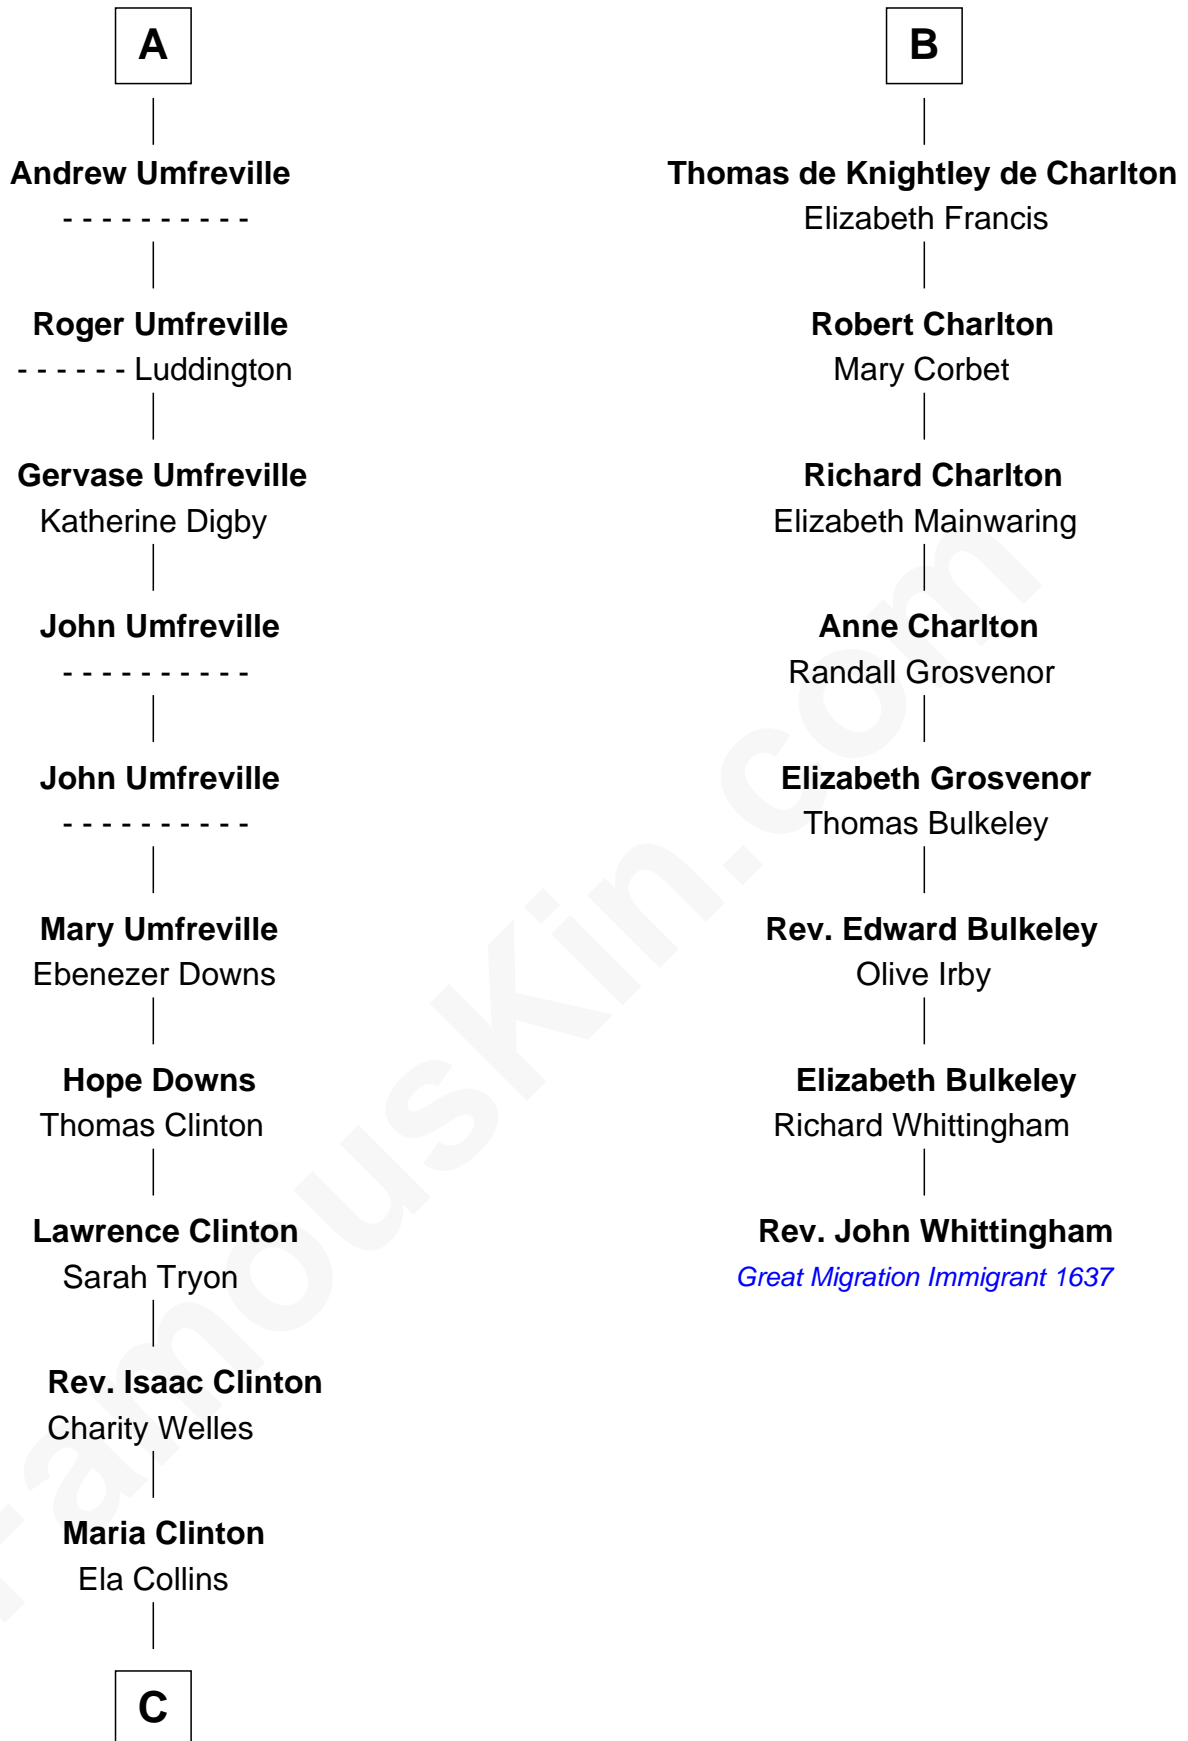 A
Andrew Umfreville
- - - - - - - - - -
Roger Umfreville
- - - - - - Luddington
Gervase Umfreville
Katherine Digby
John Umfreville
- - - - - - - - - -
John Umfreville
- - - - - - - - - -
Mary Umfreville
Ebenezer Downs
Hope Downs
Thomas Clinton
Lawrence Clinton
Sarah Tryon
Rev. Isaac Clinton
Charity Welles
Maria Clinton
Ela Collins
C
B
Thomas de Knightley de Charlton
Elizabeth Francis
Robert Charlton
Mary Corbet
Richard Charlton
Elizabeth Mainwaring
Anne Charlton
Randall Grosvenor
Elizabeth Grosvenor
Thomas Bulkeley
Rev. Edward Bulkeley
Olive Irby
Elizabeth Bulkeley
Richard Whittingham
Rev. John Whittingham
Great Migration Immigrant 1637
FamousKin.com